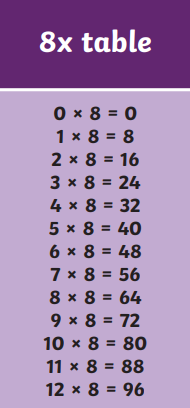 8x table
0 × 8 = 0
1 × 8 = 8
2 × 8 = 16
3 × 8 = 24
4 × 8 = 32
5 × 8 = 40
6 × 8 = 48
7 × 8 = 56
8 × 8 = 64
9 × 8 = 72
10 × 8 = 80
11 × 8 = 88
12 × 8 = 96